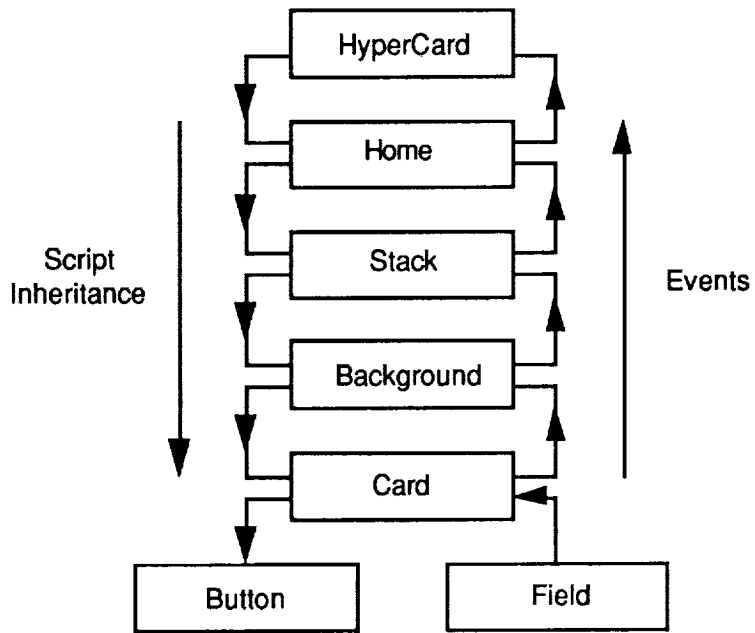 HyperCard
Home
Script
Inheritance
Stack
Events
Background
Card
Button
Field